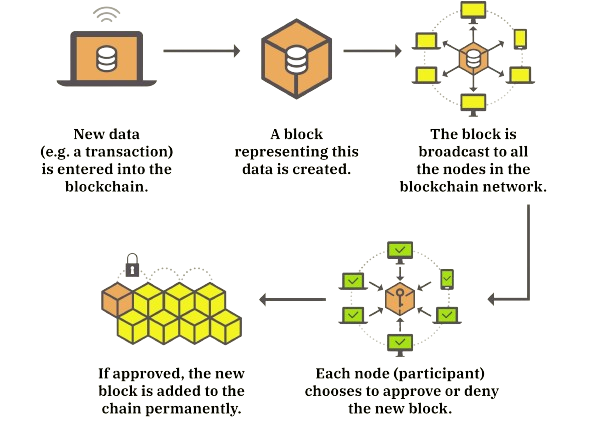 New data
(e.g. a transaction)
is entered into the
blockchain.
A block
representing this
data is created.
The block is
broadcast to all
the nodes in the
blockchain network.
Each node (participant)
chooses to approve or deny
the new block.
If approved, the new
block is added to the
chain permanently.